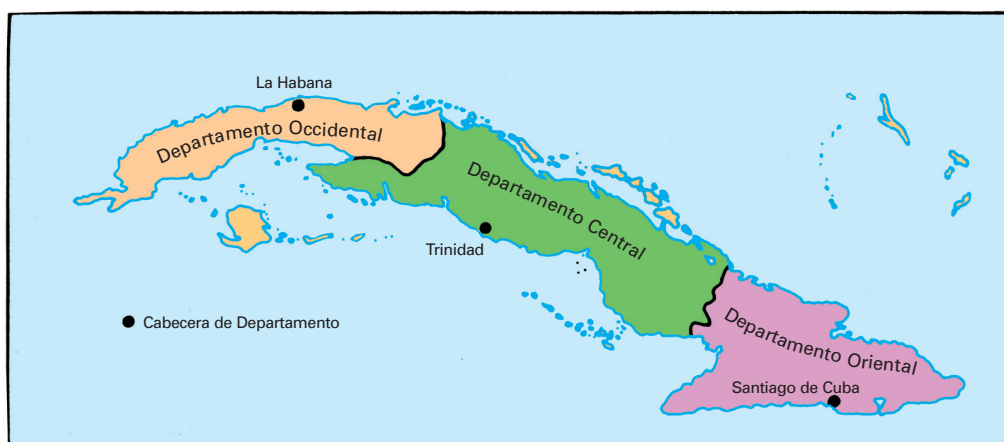 La Habana
Departamento Occidental
Departamento Central
Trinidad
Cabecera de Departamento
Departamento Oriental
Santiago de Cuba